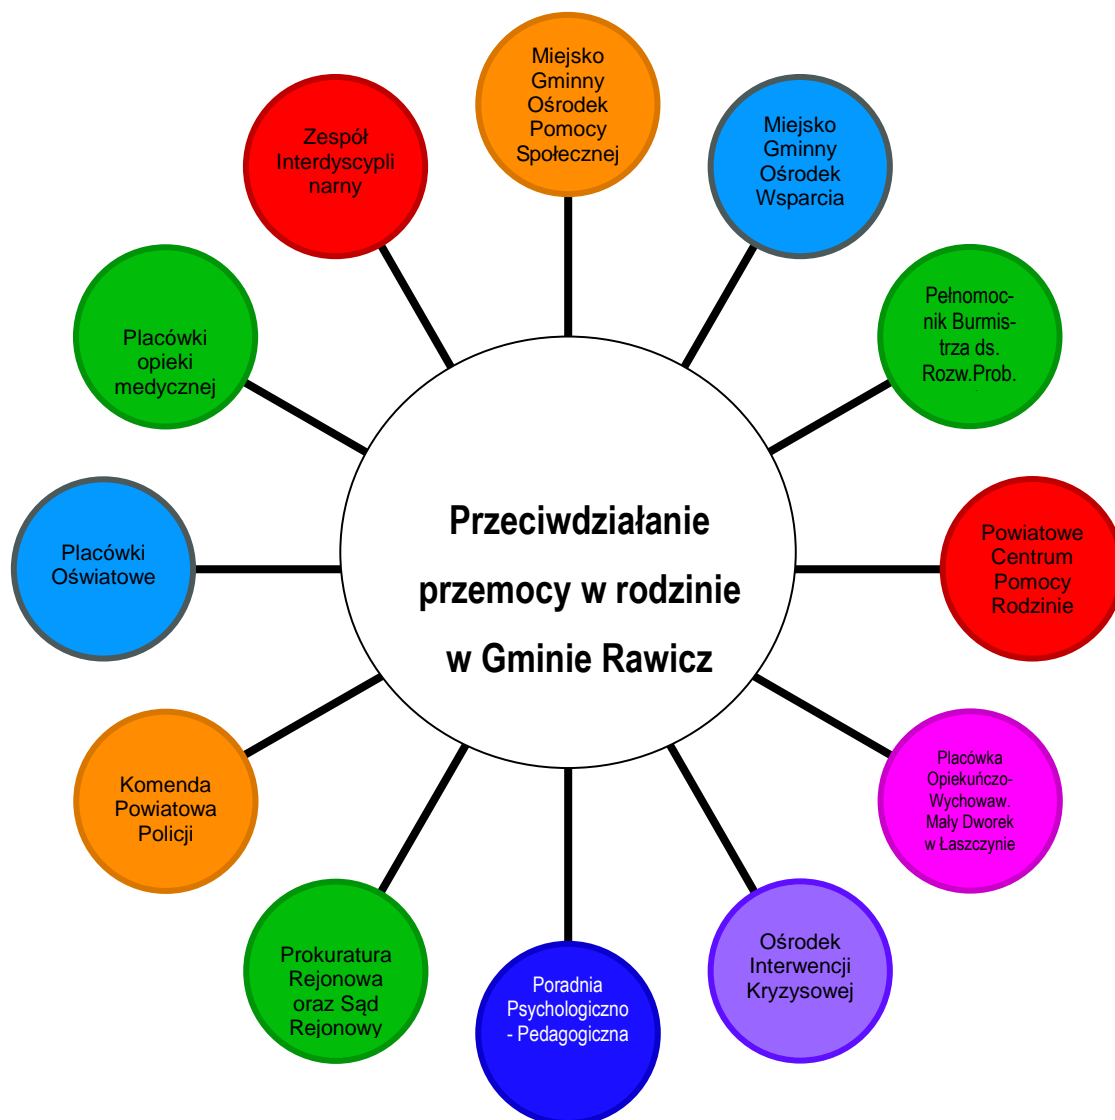 Miejsko
Gminny
Ośrodek
Pomocy
Społecznej
Miejsko
Gminny
Ośrodek
Wsparcia
Pełnomoc-
nik Burmis-
trza ds.
Rozw.Prob.
Powiatowe
Centrum
Pomocy
Rodzinie
Placówka
Opiekuńczo-
Wychowaw.
Mały Dworek
w Łaszczynie
Ośrodek
Interwencji
Kryzysowej
Poradnia
Psychologiczno
- Pedagogiczna
Prokuratura
Rejonowa
oraz Sąd
Rejonowy
Komenda
Powiatowa
Policji
Placówki
Oświatowe
Placówki
opieki
medycznej
Zespół
Interdyscypli
narny
Przeciwdziałanie
przemocy w rodzinie
w Gminie Rawicz